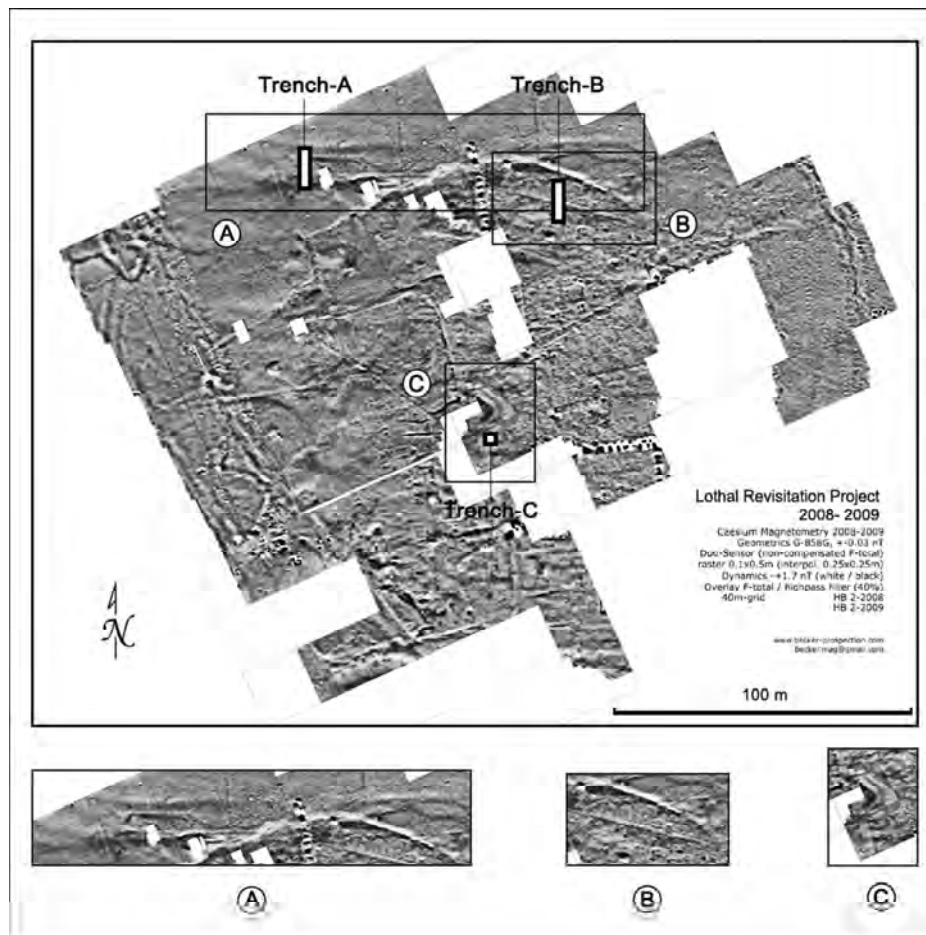 Trench-A
Trench-B
A
B
C
Trench-C
Lothal Revisitation Project
2008- 2009
Caesium Magnetometry 2008-2009
Geometrics G-858G, +-0.03 nT
Duo-Sensor (non-compensated F-total)
raster 0.1x0.5m (interpol. 0.25x0.25m)
Dynamics -+1.7 nT (white / black)
Overlay F-total / Highpass filter (40%)
40m-grid HB 2-2008
HB 2-2009
www.becker-prospection.com
beckermag@gmail.com
N
100 m
A
B
C